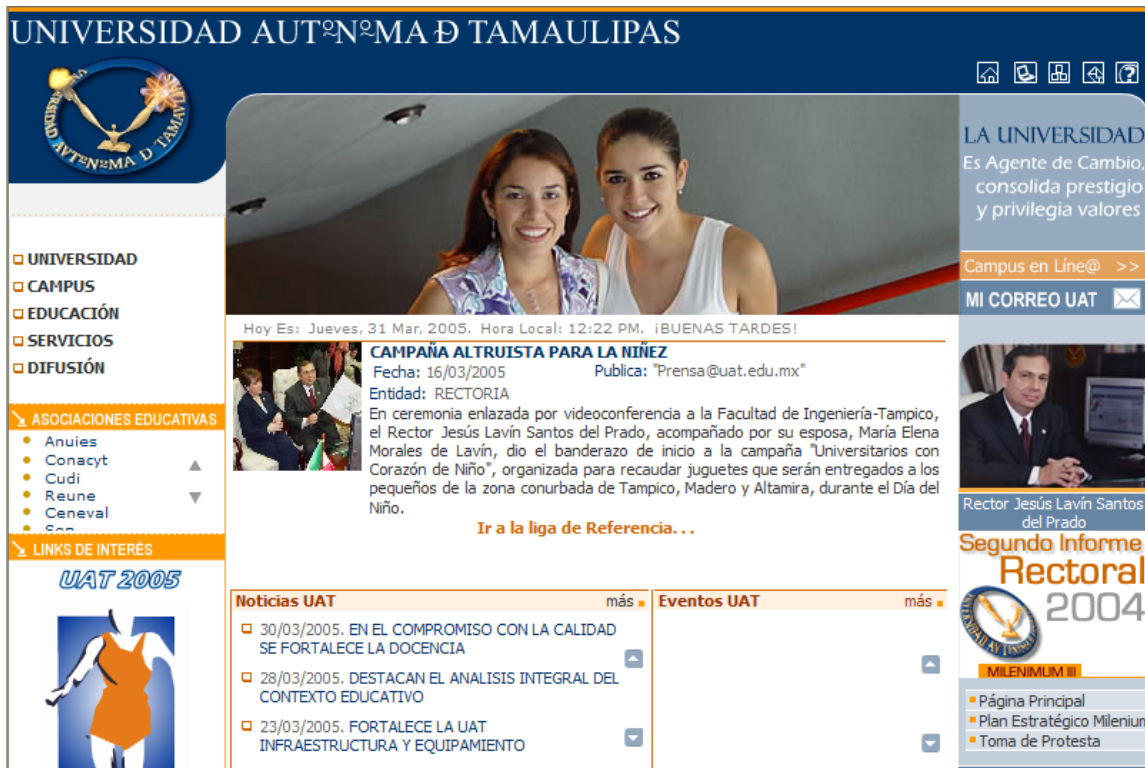 UNIVERSIDAD AUTºNºMA Ð TAMAULIPAS
LA UNIVERSIDAD
Es Agente de Cambio,
consolida prestigio
y privilegia valores
UNIVERSIDAD
CAMPUS
EDUCACIÓN
SERVICIOS
DIFUSIÓN
Campus en Líne@ >>
MI CORREO UAT
Hoy Es: Jueves, 31 Mar, 2005. Hora Local: 12:22 PM. ¡BUENAS TARDES!
CAMPAÑA ALTRUISTA PARA LA NIÑEZ
Fecha: 16/03/2005 Publica: "Prensa@uat.edu.mx"
Entidad: RECTORIA
En ceremonia enlazada por videoconferencia a la Facultad de Ingeniería-Tampico,
el Rector Jesús Lavín Santos del Prado, acompañado por su esposa, María Elena
Morales de Lavín, dio el banderazo de inicio a la campaña "Universitarios con
Corazón de Niño", organizada para recaudar juguetes que serán entregados a los
pequeños de la zona conurbada de Tampico, Madero y Altamira, durante el Día del
Niño.
Ir a la liga de Referencia. . .
ASOCIACIONES EDUCATIVAS
Anuies
Conacyt
Cudi
Reune
Ceneval
LINKS DE INTERÉS
UAT 2005
Noticias UAT más
30/03/2005. EN EL COMPROMISO CON LA CALIDAD
SE FORTALECE LA DOCENCIA
28/03/2005. DESTACAN EL ANALISIS INTEGRAL DEL
CONTEXTO EDUCATIVO
23/03/2005. FORTALECE LA UAT
INFRAESTRUCTURA Y EQUIPAMIENTO
Eventos UAT más
Rector Jesús Lavín Santos
del Prado
Segundo Informe
Rectoral
2004
MILENIMUM III
Página Principal
Plan Estratégico Milenium
Toma de Protesta